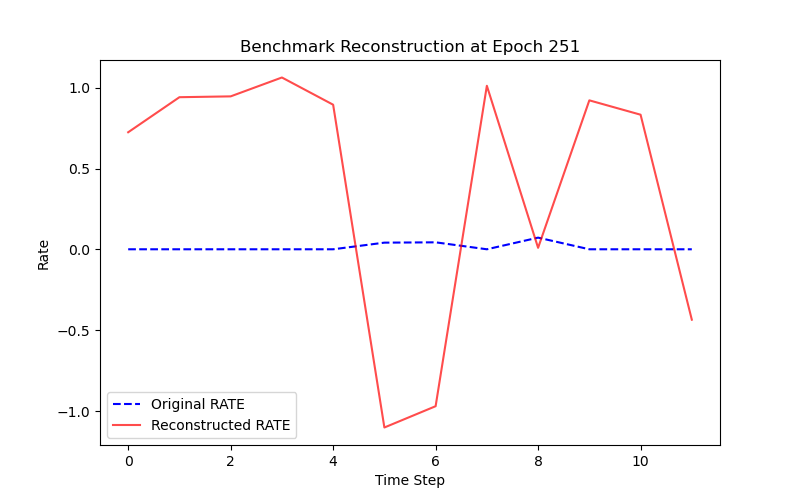 Benchmark Reconstruction at Epoch 251
1.0
0.5
0.0
−0.5
−1.0
Rate
Original RATE
Reconstructed RATE
0 2 4 6 8 10
Time Step